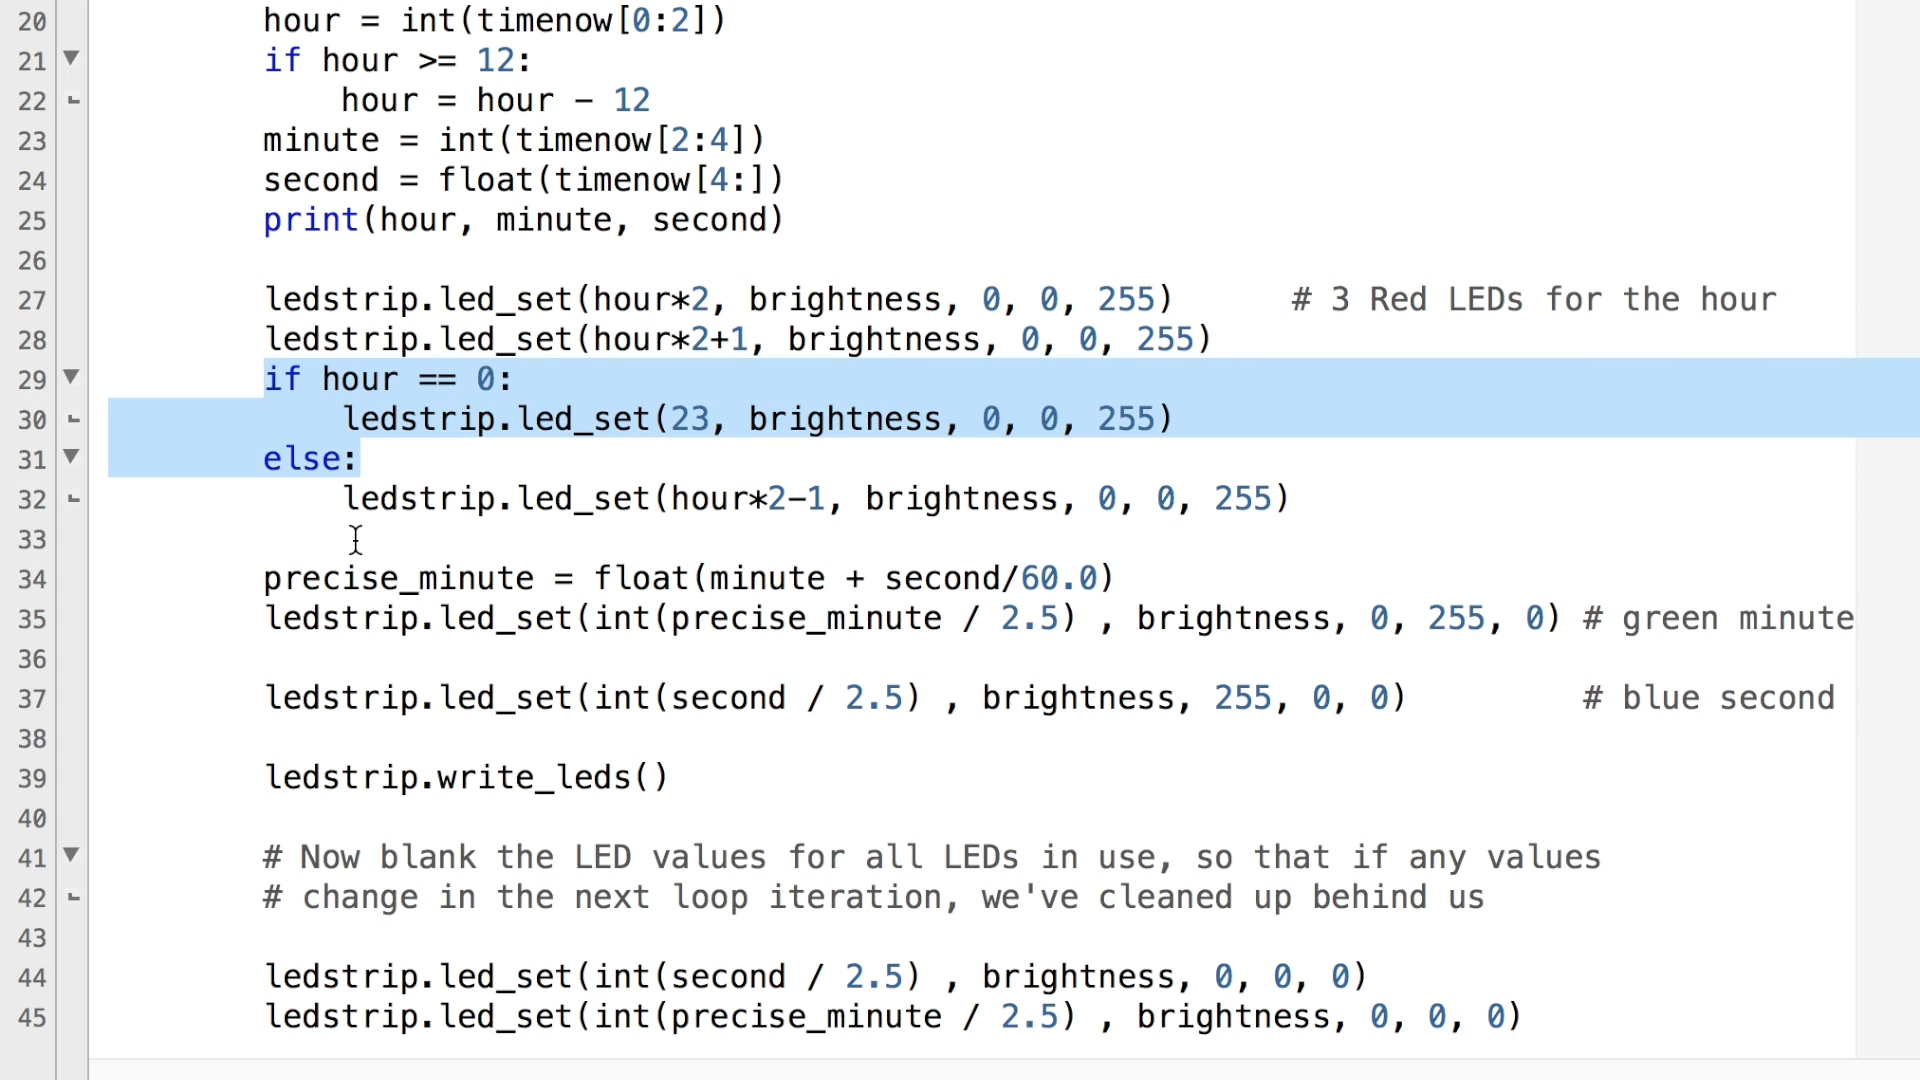 20 hour = int(timenow[0:2])
21 if hour >= 12:
22 hour = hour - 12
23 minute = int(timenow[2:4])
24 second = float(timenow[4:])
25 print(hour, minute, second)
26
27 ledstrip.led_set(hour*2, brightness, 0, 0, 255) # 3 Red LEDs for the hour
28 ledstrip.led_set(hour*2+1, brightness, 0, 0, 255)
29 if hour == 0:
30 ledstrip.led_set(23, brightness, 0, 0, 255)
31 else:
32 ledstrip.led_set(hour*2-1, brightness, 0, 0, 255)
33
34 precise_minute = float(minute + second/60.0)
35 ledstrip.led_set(int(precise_minute / 2.5) , brightness, 0, 255, 0) # green minute
36
37 ledstrip.led_set(int(second / 2.5) , brightness, 255, 0, 0) # blue second
38
39 ledstrip.write_leds()
40
41 # Now blank the LED values for all LEDs in use, so that if any values
42 # change in the next loop iteration, we've cleaned up behind us
43
44 ledstrip.led_set(int(second / 2.5) , brightness, 0, 0, 0)
45 ledstrip.led_set(int(precise_minute / 2.5) , brightness, 0, 0, 0)